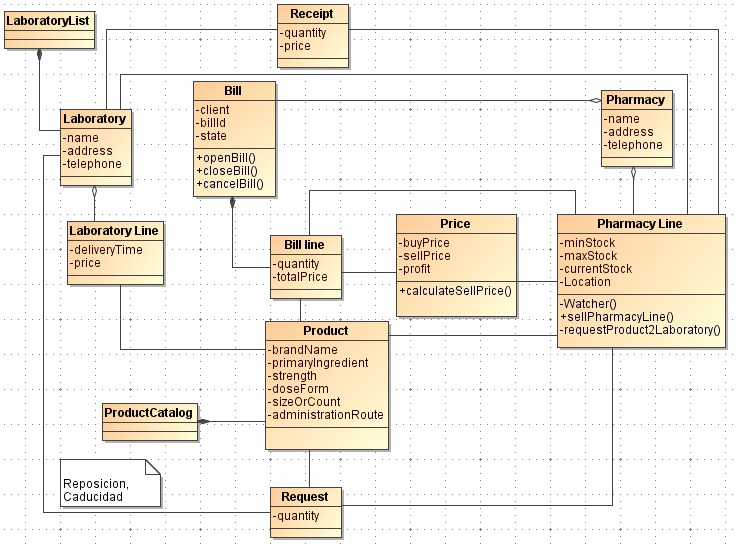 LaboratoryList
Receipt
-quantity
-price
Bill
-client
-billId
-state
+openBill()
+closeBill()
+cancelBill()
Pharmacy
-name
-address
-telephone
Laboratory
-name
-address
-telephone
Laboratory Line
-deliveryTime
-price
Bill line
-quantity
-totalPrice
Price
-buyPrice
-sellPrice
-profit
+calculateSellPrice()
Pharmacy Line
-minStock
-maxStock
-currentStock
-Location
-Watcher()
+sellPharmacyLine()
-requestProduct2Laboratory()
Product
-brandName
-primaryIngredient
-strength
-doseForm
-sizeOrCount
-administrationRoute
ProductCatalog
Reposicion,
Caducidad
Request
-quantity